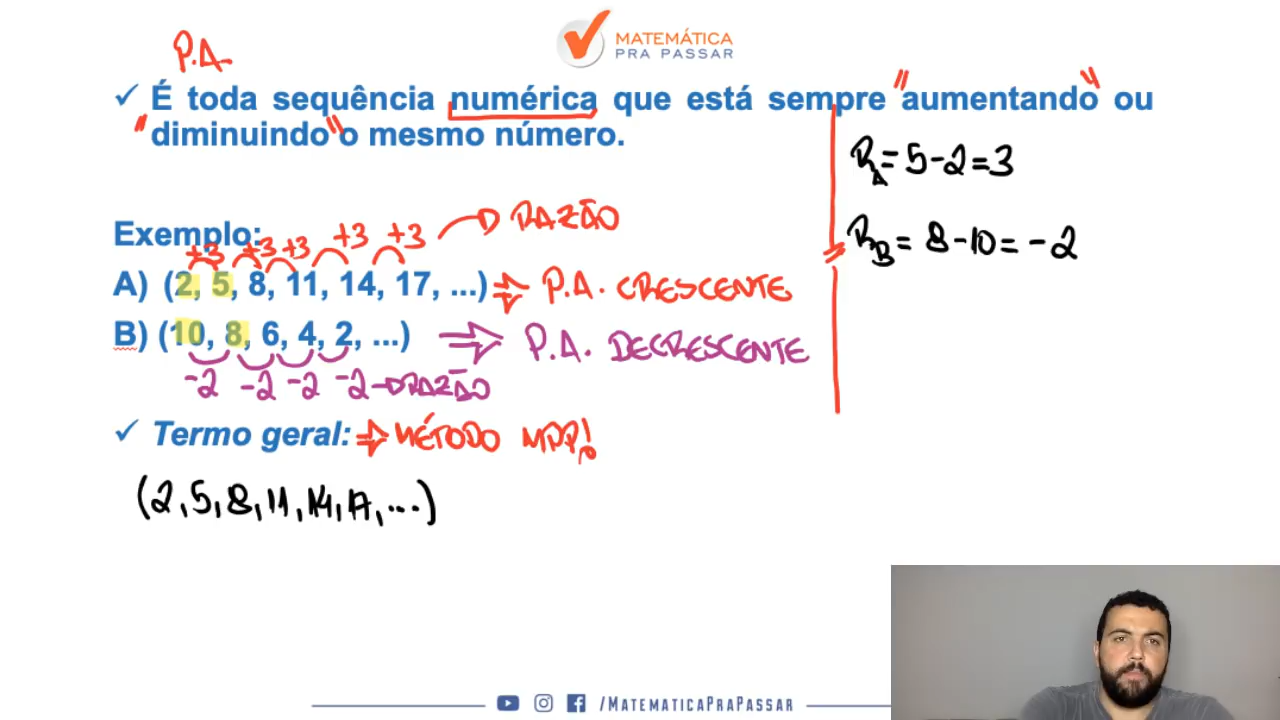 MATEMÁTICA
PRA PASSAR
P.A.
✓ É toda sequência numérica que está sempre "aumentando" ou
"diminuindo" o mesmo número.
R_A = 5 - 2 = 3
R_B = 8 - 10 = -2
Exemplo:
+3 +3 +3 +3 +3 → RAZÃO
A) (2, 5, 8, 11, 14, 17, ...) ⇒ P.A. CRESCENTE
B) (10, 8, 6, 4, 2, ...) ⇒ P.A. DECRESCENTE
-2 -2 -2 -2 → RAZÃO
✓ Termo geral: ⇒ MÉTODO MPP!
(2, 5, 8, 11, 14, 17, ...)
/MATEMATICAPRAPASSAR